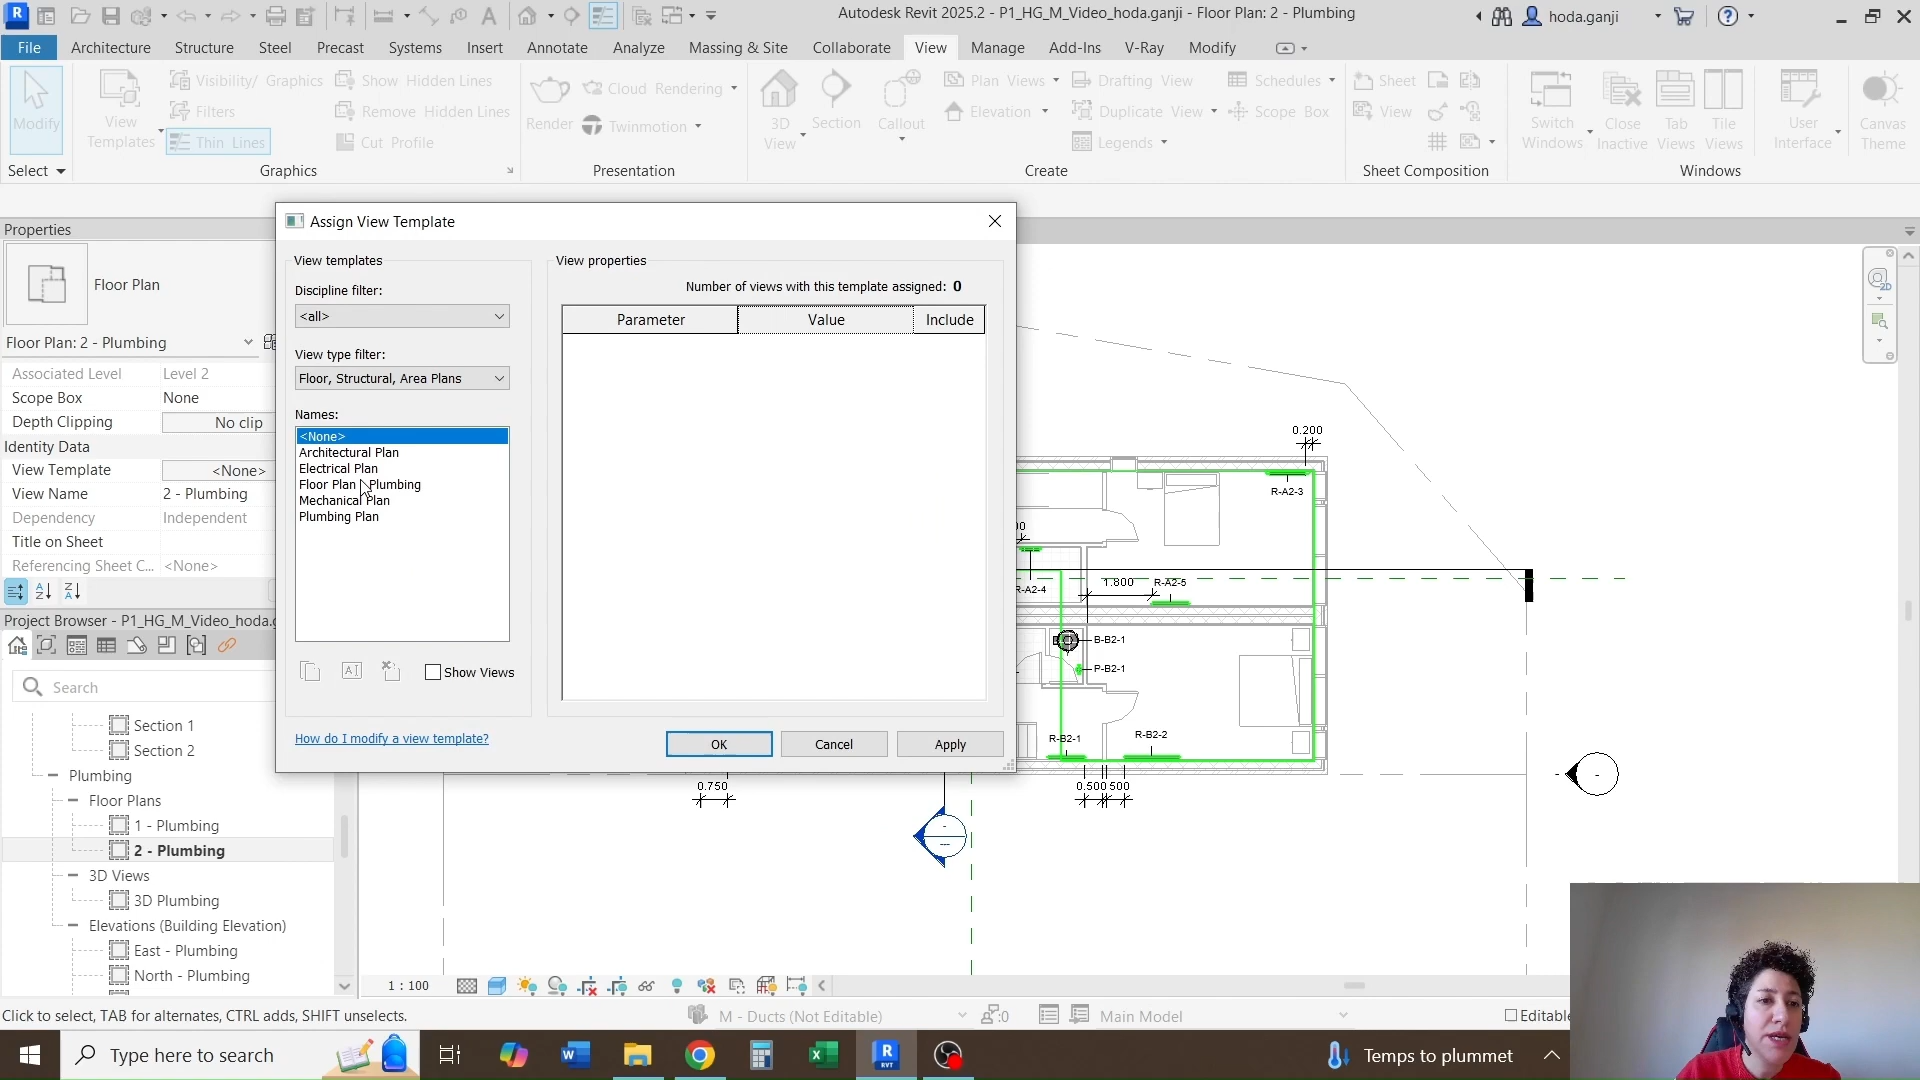 Autodesk Revit 2025.2 - P1_HG_M_Video_hoda.ganji - Floor Plan: 2 - Plumbing
hoda.ganji
File Architecture Structure Steel Precast Systems Insert Annotate Analyze Massing & Site Collaborate View Manage Add-Ins V-Ray Modify
Modify
View Templates
Visibility/ Graphics
Filters
Thin Lines
Show Hidden Lines
Remove Hidden Lines
Cut Profile
Render
Cloud Rendering
Twinmotion
3D View
Section
Callout
Plan Views
Elevation
Drafting View
Duplicate View
Legends
Schedules
Scope Box
Sheet
View
Switch Windows
Close Inactive
Tab Views
Tile Views
User Interface
Canvas Theme
Select
Graphics
Presentation
Create
Sheet Composition
Windows
Properties
Floor Plan
Floor Plan: 2 - Plumbing
Associated Level Level 2
Scope Box None
Depth Clipping No clip
Identity Data
View Template <None>
View Name 2 - Plumbing
Dependency Independent
Title on Sheet
Referencing Sheet C... <None>
Project Browser - P1_HG_M_Video_hoda.g
Search
Section 1
Section 2
Plumbing
Floor Plans
1 - Plumbing
2 - Plumbing
3D Views
3D Plumbing
Elevations (Building Elevation)
East - Plumbing
North - Plumbing
Assign View Template
View templates
Discipline filter:
<all>
View type filter:
Floor, Structural, Area Plans
Names:
<None>
Architectural Plan
Electrical Plan
Floor Plan Plumbing
Mechanical Plan
Plumbing Plan
Show Views
How do I modify a view template?
View properties
Number of views with this template assigned: 0
Parameter Value Include
OK Cancel Apply
2D
0.200
R-A2-3
R-A2-4
1.800
R-A2-5
B-B2-1
P-B2-1
R-B2-1
R-B2-2
0.750
0.500 500
1 : 100
Click to select, TAB for alternates, CTRL adds, SHIFT unselects.
M - Ducts (Not Editable)
:0
Main Model
Editable
Type here to search
Temps to plummet